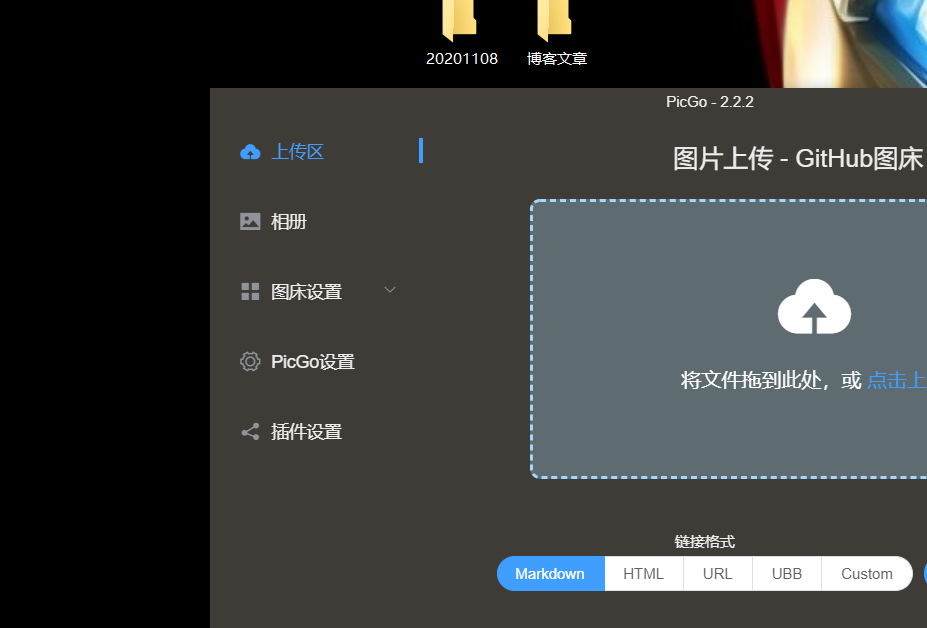 20201108
博客文章
PicGo - 2.2.2
上传区
图片上传 - GitHub图床
相册
图床设置
PicGo设置
插件设置
将文件拖到此处，或 点击上
链接格式
Markdown
HTML
URL
UBB
Custom